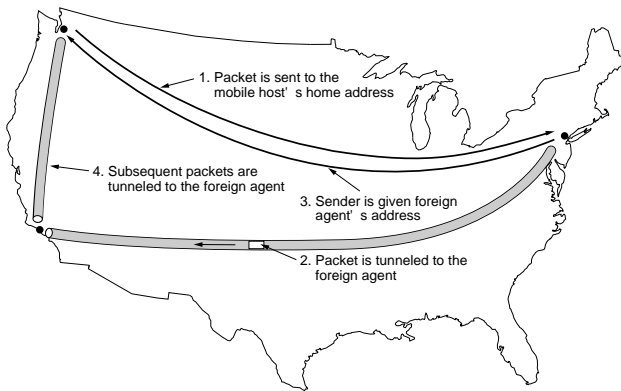 1. Packet is sent to the
mobile host' s home address
4. Subsequent packets are
tunneled to the foreign agent
3. Sender is given foreign
agent' s address
2. Packet is tunneled to the
foreign agent